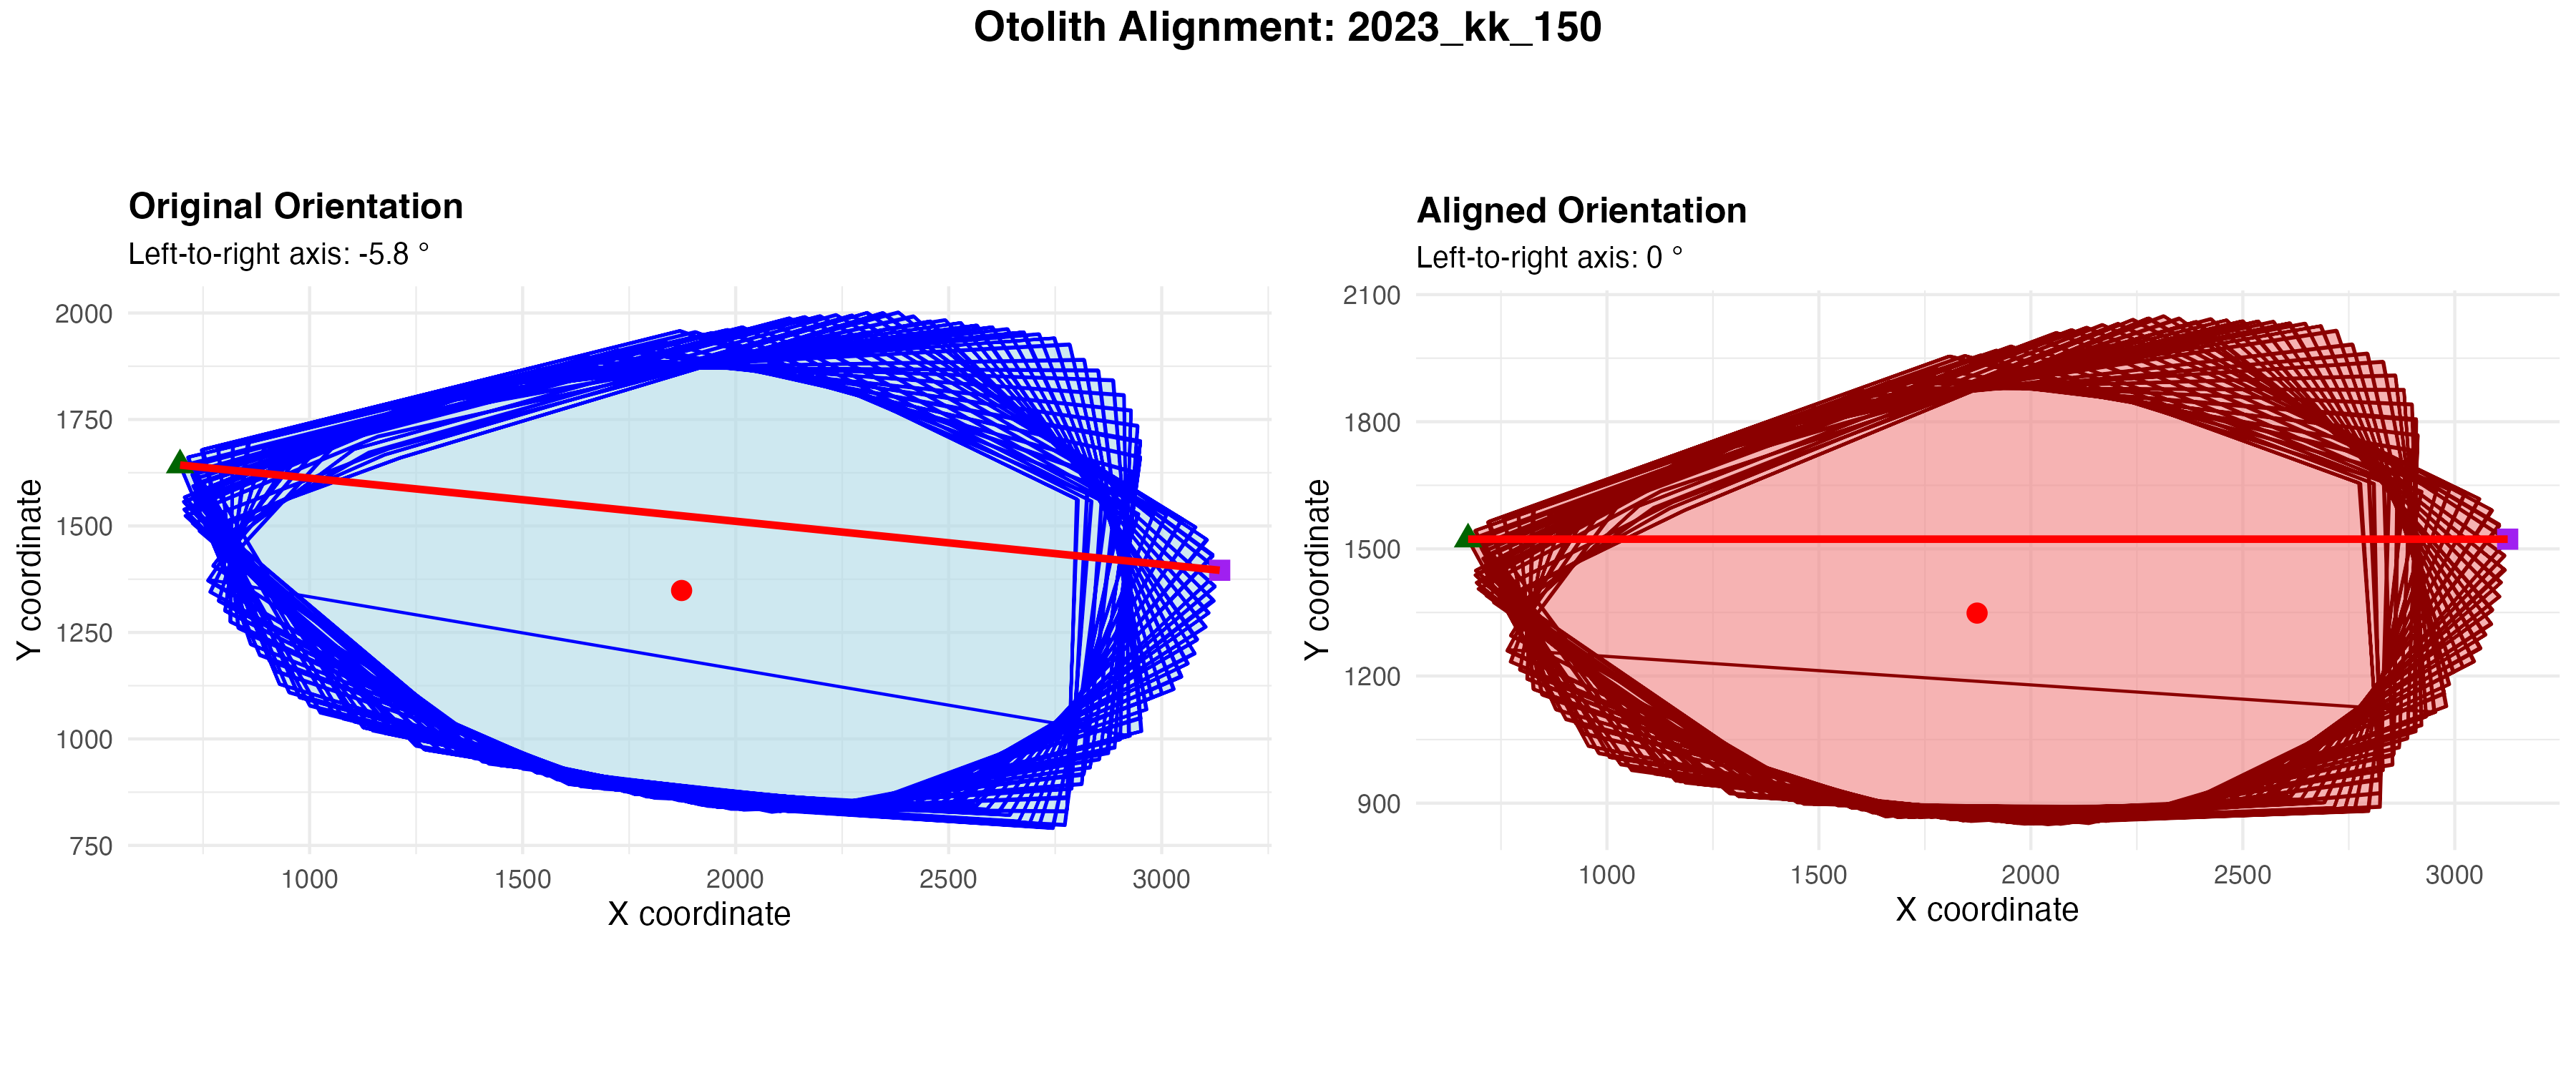 Otolith Alignment: 2023_kk_150
Original Orientation
Left-to-right axis: -5.8 °
2000
1750
1500
1250
1000
750
Y coordinate
1000 1500 2000 2500 3000
X coordinate
Aligned Orientation
Left-to-right axis: 0 °
2100
1800
1500
1200
900
Y coordinate
1000 1500 2000 2500 3000
X coordinate